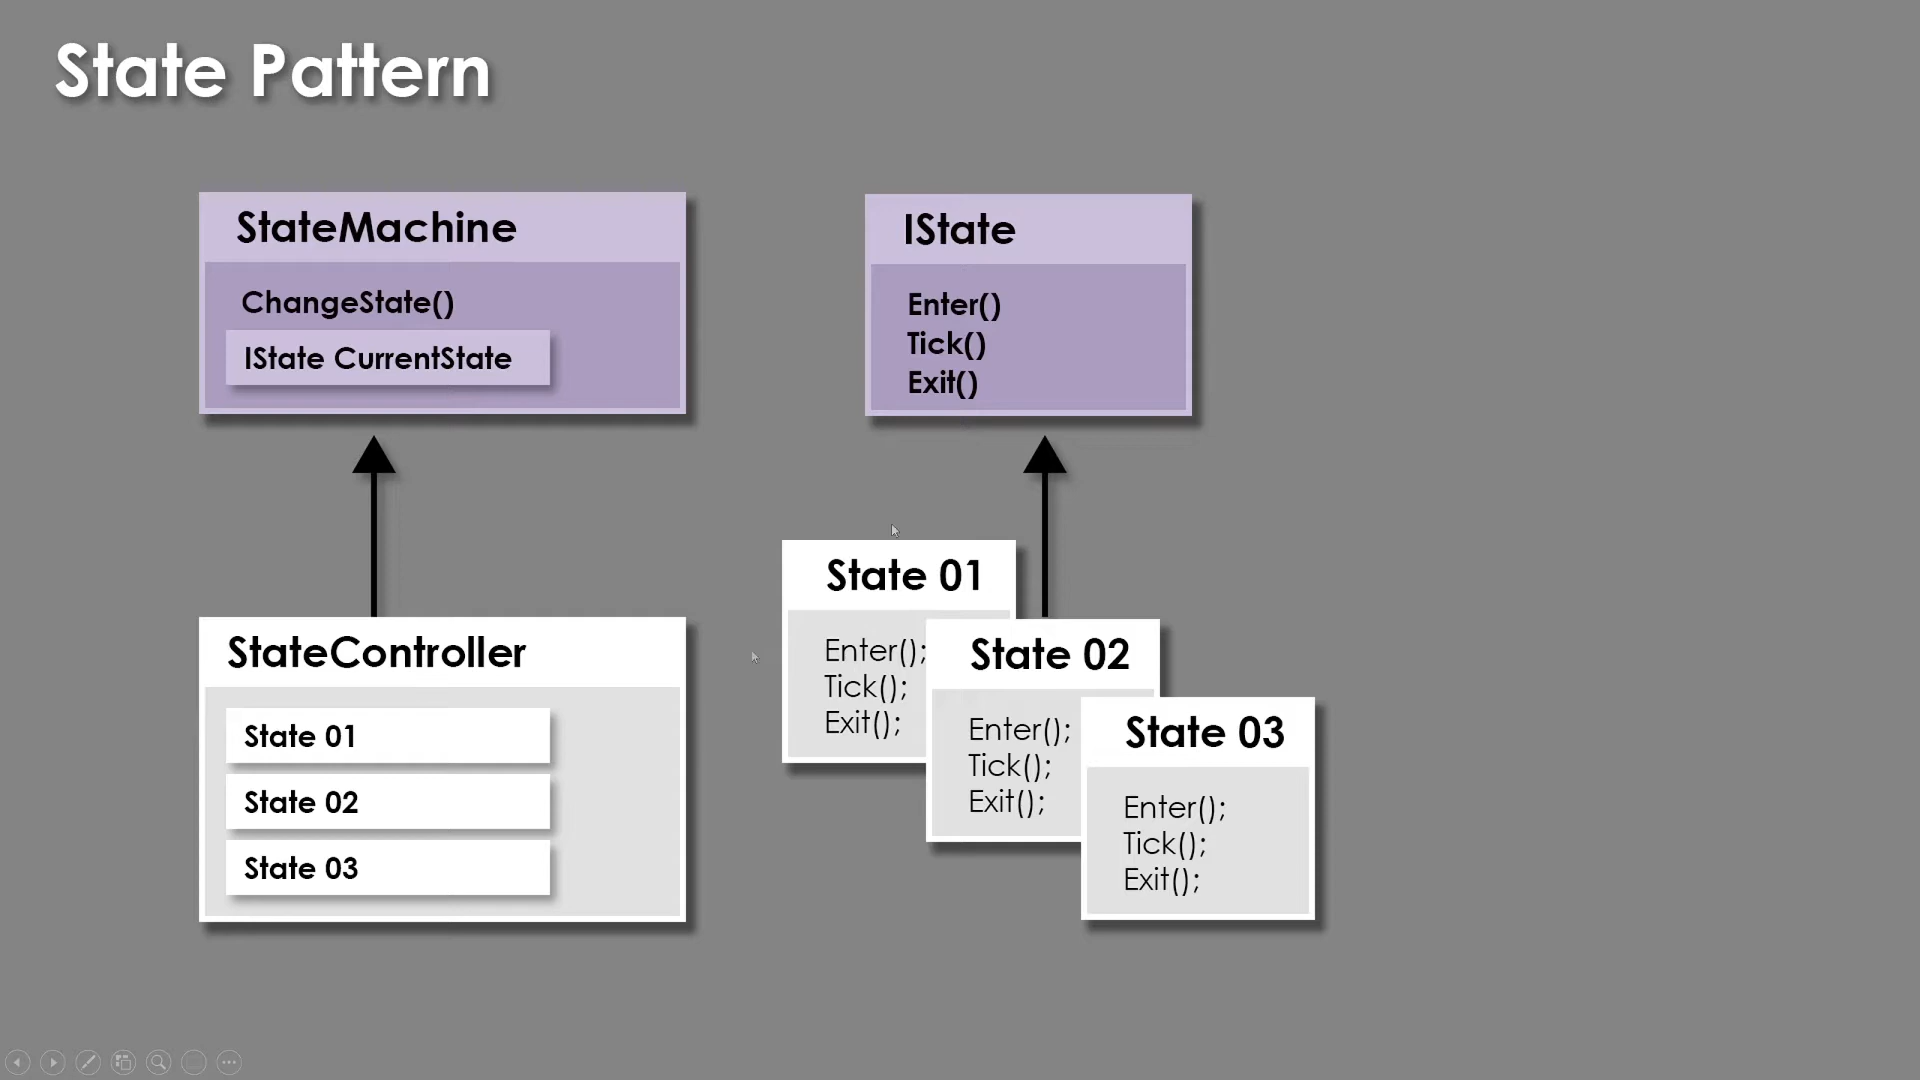 State Pattern
StateMachine
ChangeState()
IState CurrentState
IState
Enter()
Tick()
Exit()
StateController
State 01
State 02
State 03
State 01
Enter();
Tick();
Exit();
State 02
Enter();
Tick();
Exit();
State 03
Enter();
Tick();
Exit();